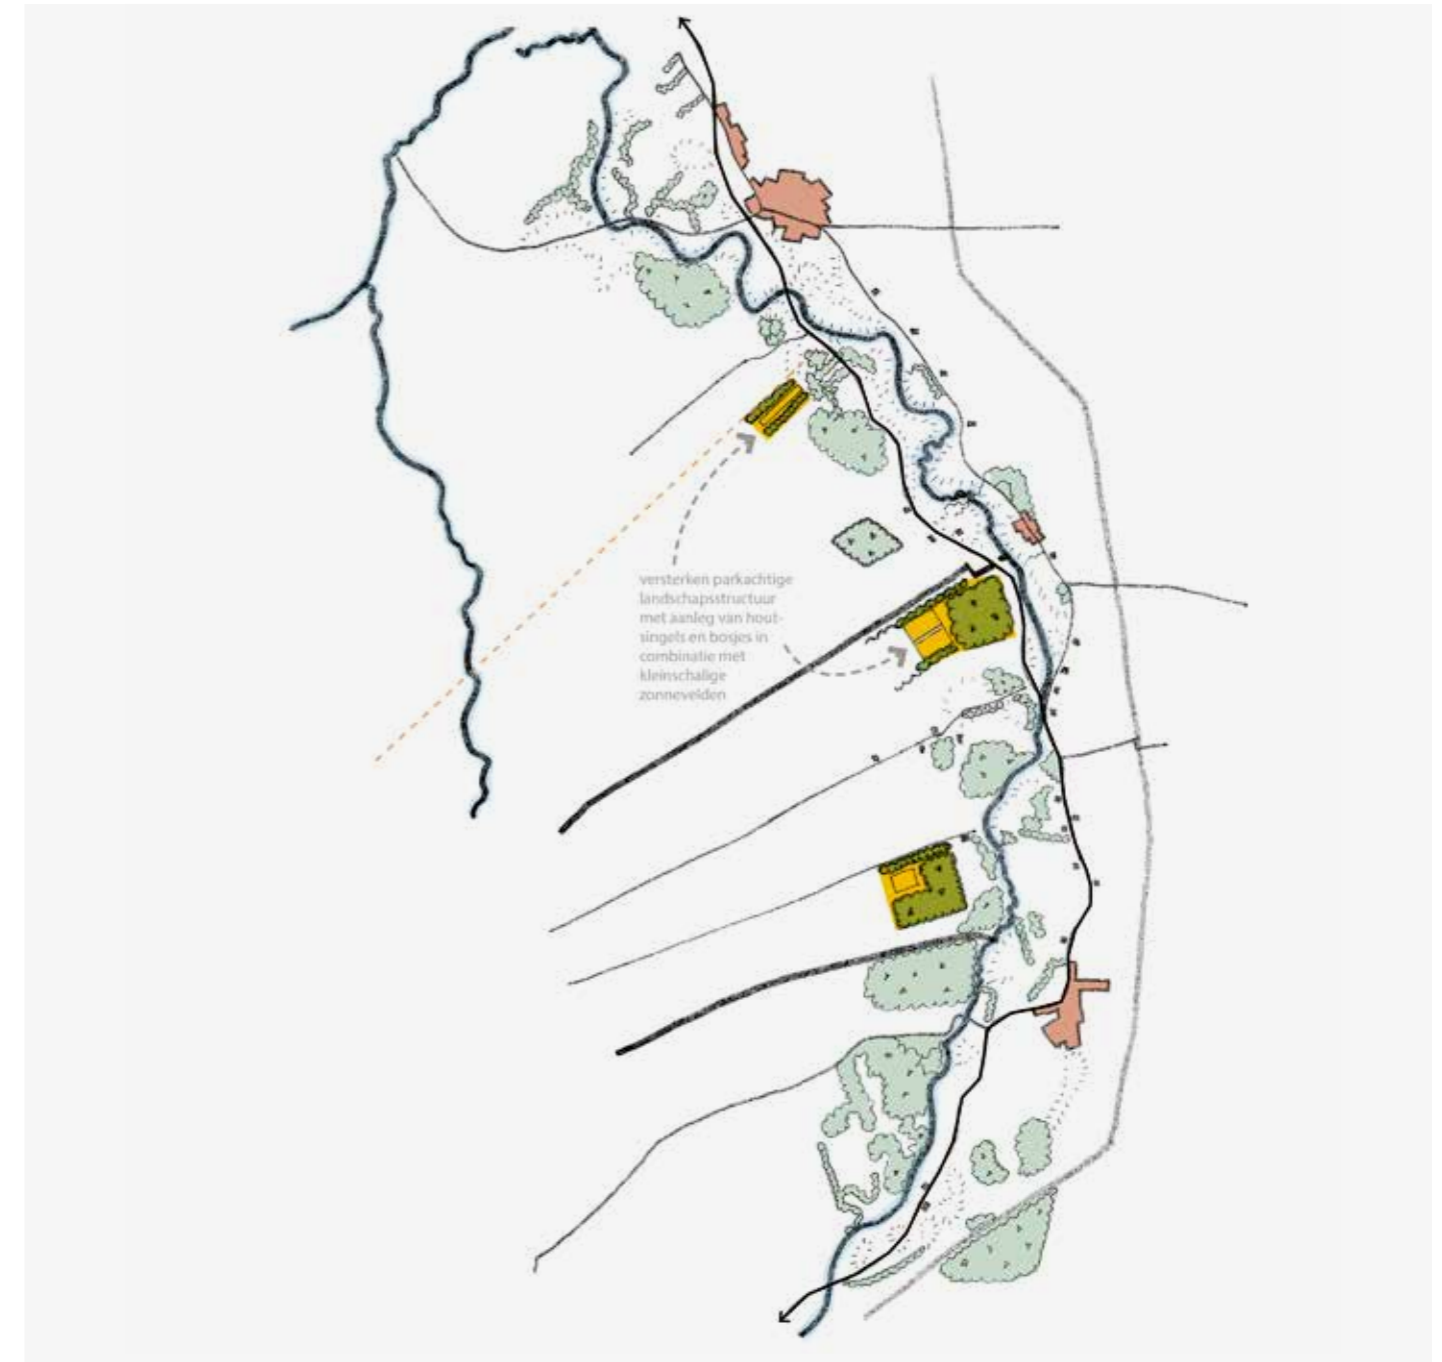 versterken parkachtige
landschapsstructuur
met aanleg van hout-
singels en bosjes in
combinatie met
kleinschalige
zonnevelden